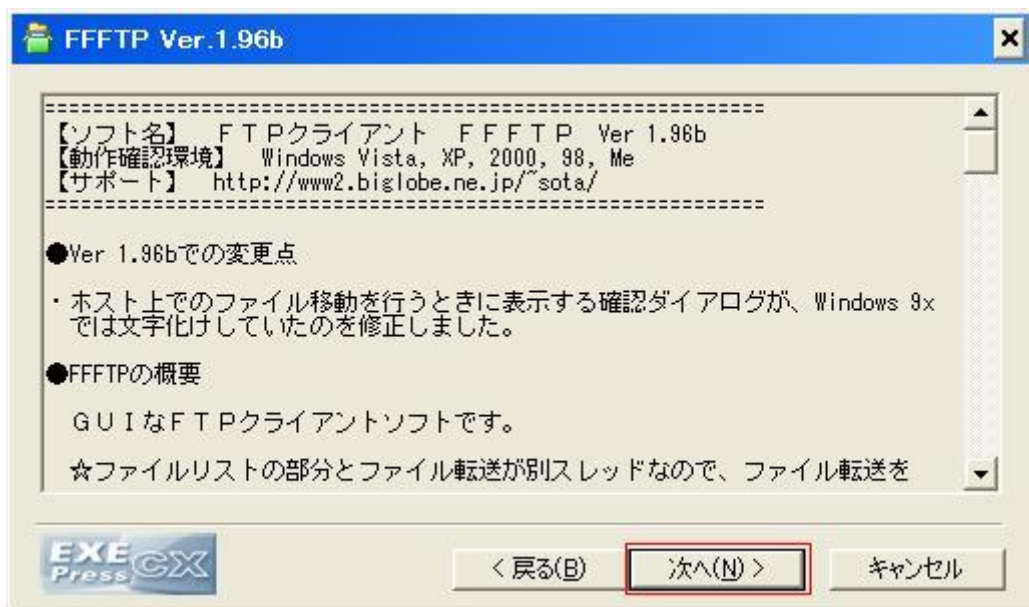 FFFTP Ver.1.96b
============================================================
【ソフト名】　ＦＴＰクライアント　ＦＦＦＴＰ　Ver 1.96b
【動作確認環境】　Windows Vista, XP, 2000, 98, Me
【サポート】　http://www2.biglobe.ne.jp/~sota/
============================================================
●Ver 1.96bでの変更点
・ホスト上でのファイル移動を行うときに表示する確認ダイアログが、Windows 9x
では文字化けしていたのを修正しました。
●FFFTPの概要
ＧＵＩなＦＴＰクライアントソフトです。
☆ファイルリストの部分とファイル転送が別スレッドなので、ファイル転送を
EXE Press CX
< 戻る(B)
次へ(N) >
キャンセル